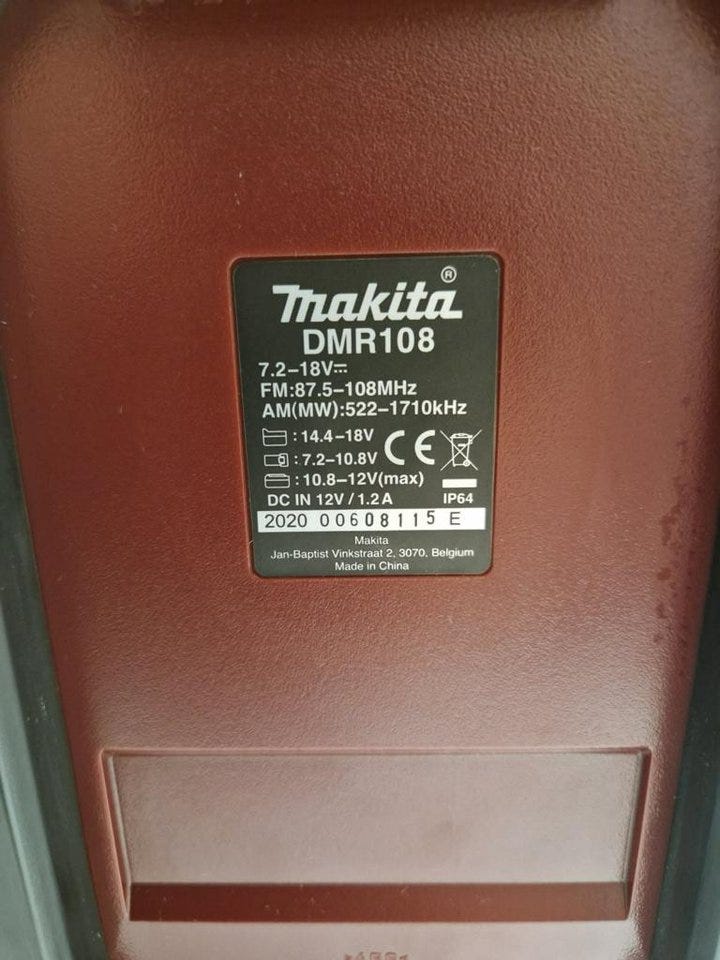 makita®
DMR108
7.2–18V⎓
FM:87.5–108MHz
AM(MW):522–1710kHz
: 14.4–18V
: 7.2–10.8V
CE
: 10.8–12V(max)
DC IN 12V / 1.2 A IP64
2020 00608115 E
Makita
Jan-Baptist Vinkstraat 2, 3070, Belgium
Made in China